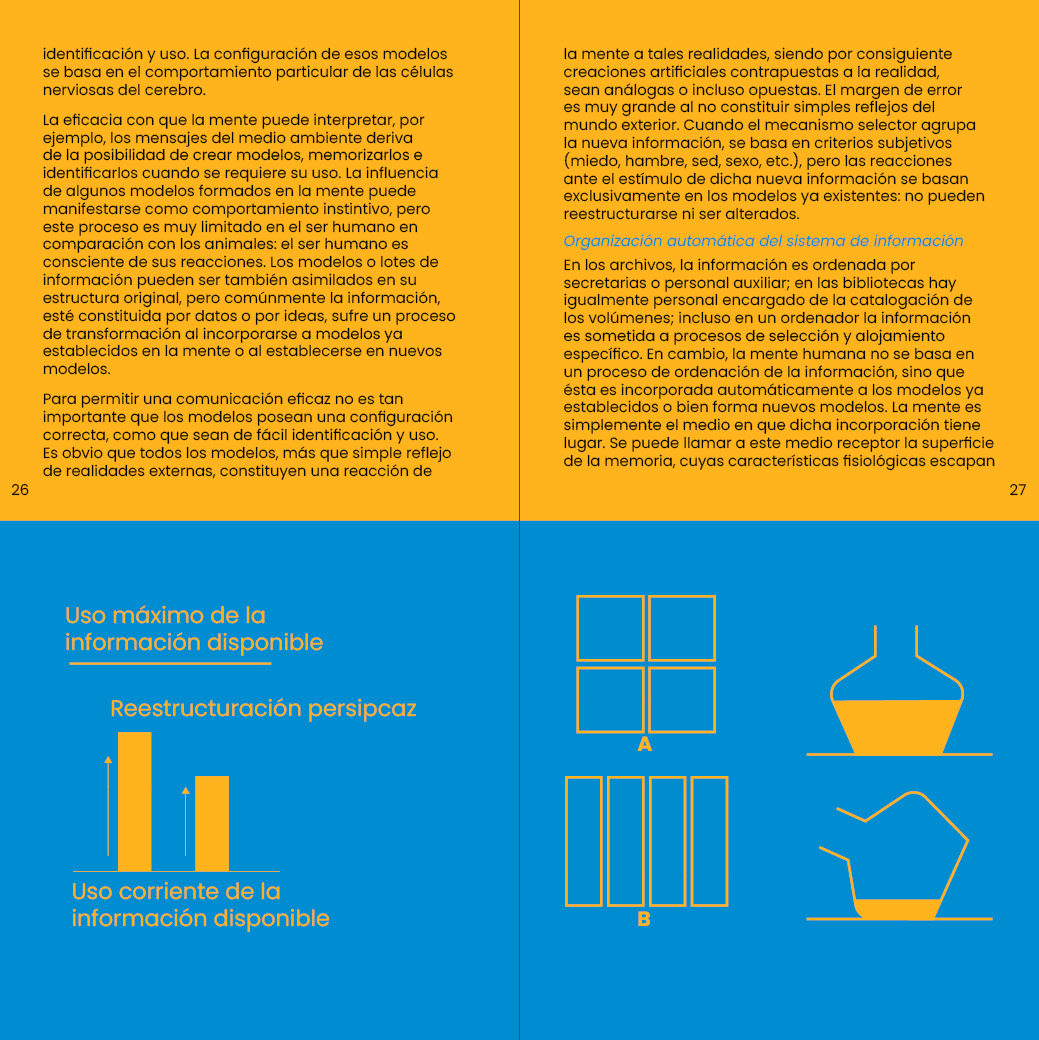 identificación y uso. La configuración de esos modelos
se basa en el comportamiento particular de las células
nerviosas del cerebro.
La eficacia con que la mente puede interpretar, por
ejemplo, los mensajes del medio ambiente deriva
de la posibilidad de crear modelos, memorizarlos e
identificarlos cuando se requiere su uso. La influencia
de algunos modelos formados en la mente puede
manifestarse como comportamiento instintivo, pero
este proceso es muy limitado en el ser humano en
comparación con los animales: el ser humano es
consciente de sus reacciones. Los modelos o lotes de
información pueden ser también asimilados en su
estructura original, pero comúnmente la información,
esté constituida por datos o por ideas, sufre un proceso
de transformación al incorporarse a modelos ya
establecidos en la mente o al establecerse en nuevos
modelos.
Para permitir una comunicación eficaz no es tan
importante que los modelos posean una configuración
correcta, como que sean de fácil identificación y uso.
Es obvio que todos los modelos, más que simple reflejo
de realidades externas, constituyen una reacción de
26
la mente a tales realidades, siendo por consiguiente
creaciones artificiales contrapuestas a la realidad,
sean análogas o incluso opuestas. El margen de error
es muy grande al no constituir simples reflejos del
mundo exterior. Cuando el mecanismo selector agrupa
la nueva información, se basa en criterios subjetivos
(miedo, hambre, sed, sexo, etc.), pero las reacciones
ante el estímulo de dicha nueva información se basan
exclusivamente en los modelos ya existentes: no pueden
reestructurarse ni ser alterados.
Organización automática del sistema de información
En los archivos, la información es ordenada por
secretarias o personal auxiliar; en las bibliotecas hay
igualmente personal encargado de la catalogación de
los volúmenes; incluso en un ordenador la información
es sometida a procesos de selección y alojamiento
específico. En cambio, la mente humana no se basa en
un proceso de ordenación de la información, sino que
ésta es incorporada automáticamente a los modelos ya
establecidos o bien forma nuevos modelos. La mente es
simplemente el medio en que dicha incorporación tiene
lugar. Se puede llamar a este medio receptor la superficie
de la memoria, cuyas características fisiológicas escapan
27
Uso máximo de la
información disponible
Reestructuración persipcaz
Uso corriente de la
información disponible
A
B